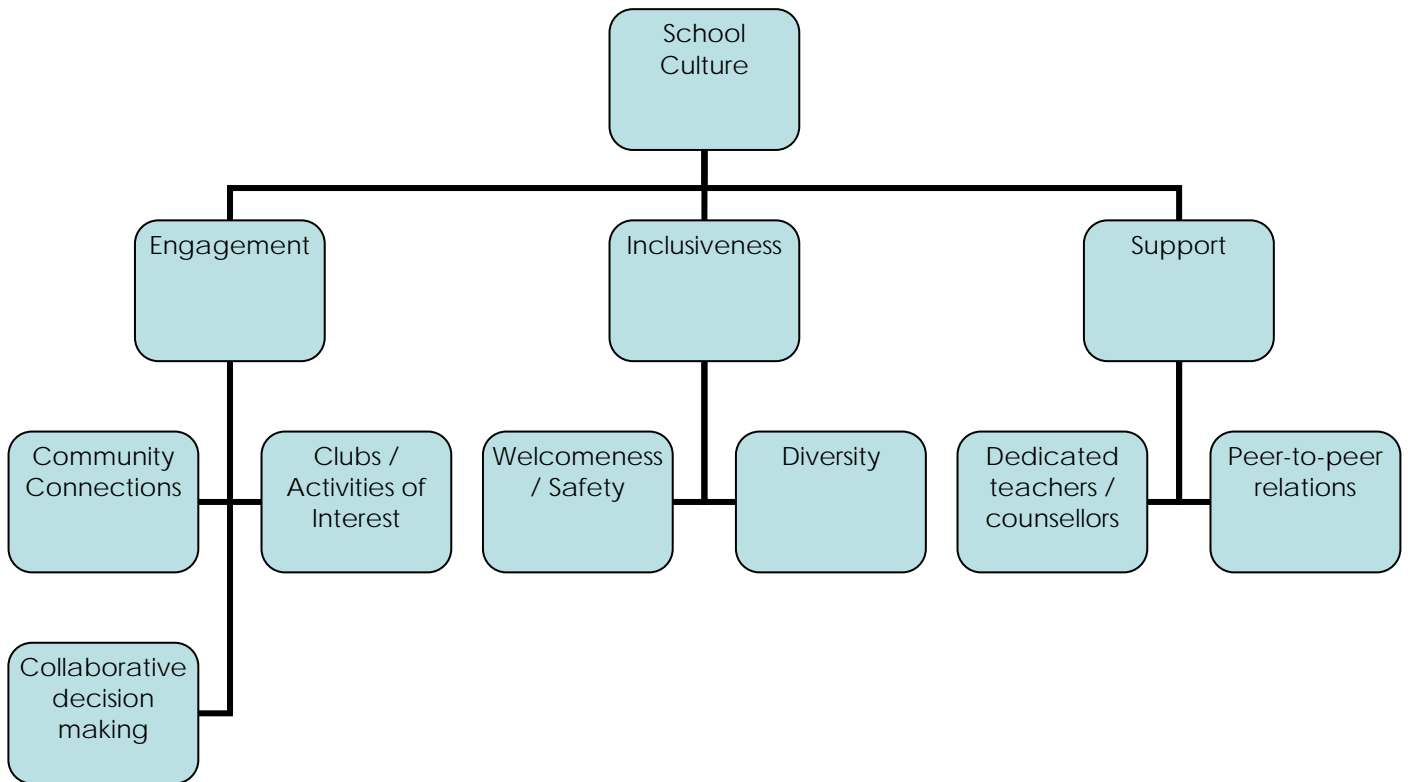 School
Culture
Engagement
Inclusiveness
Support
Community
Connections
Clubs /
Activities of
Interest
Welcomeness
/ Safety
Diversity
Dedicated
teachers /
counsellors
Peer-to-peer
relations
Collaborative
decision
making